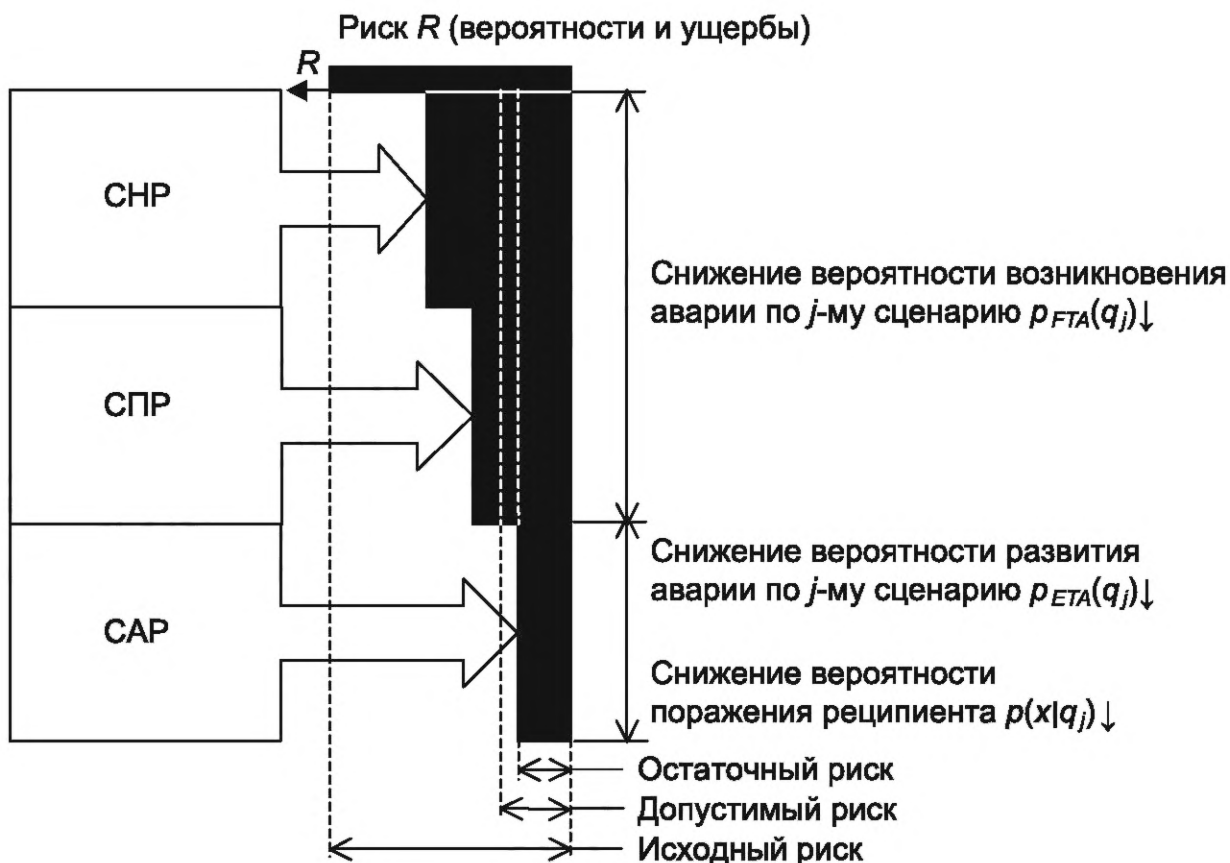 Риск R (вероятности и ущербы)
R
СНР
Снижение вероятности возникновения
аварии по j-му сценарию pFTA(qj)↓
СПР
Снижение вероятности развития
аварии по j-му сценарию pETA(qj)↓
САР
Снижение вероятности
поражения реципиента p(x|qj)↓
Остаточный риск
Допустимый риск
Исходный риск